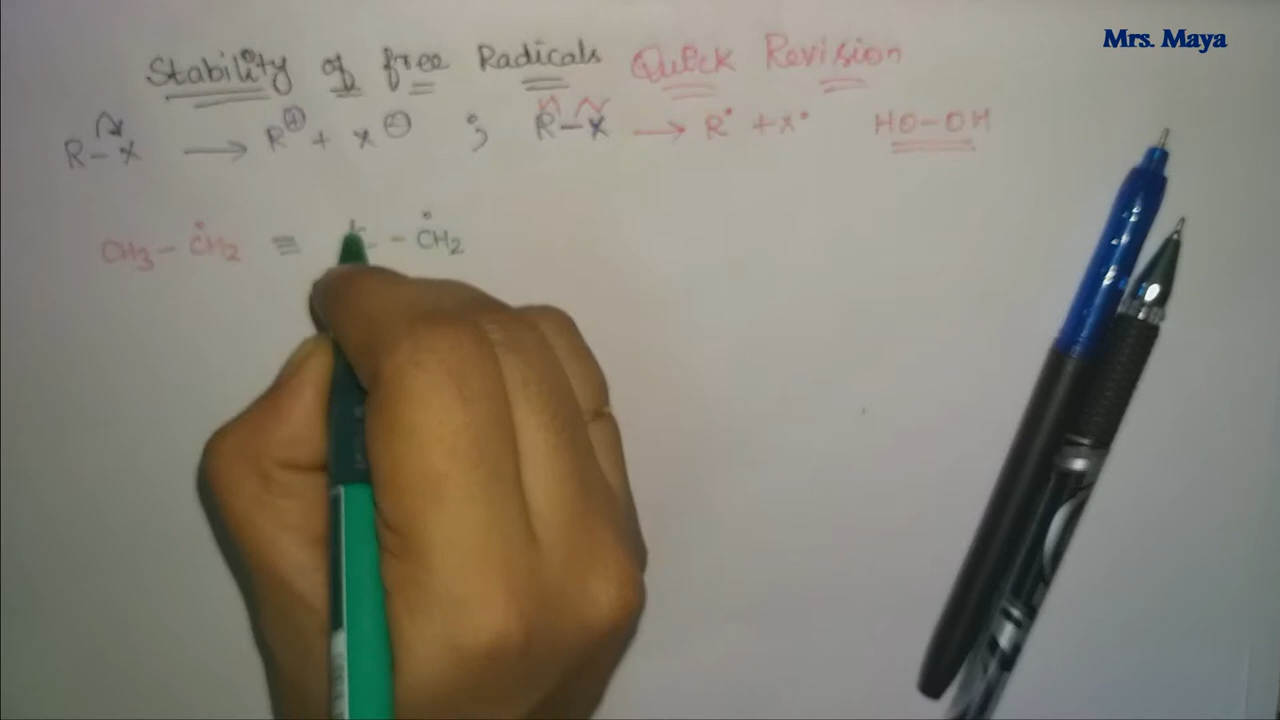 Mrs. Maya
Stability of free Radicals Quick Revision
R-X ⟶ R⊕ + X⊖ ; R-X ⟶ R• + X• HO-OH
CH3-ĊH2 ≡ - ĊH2